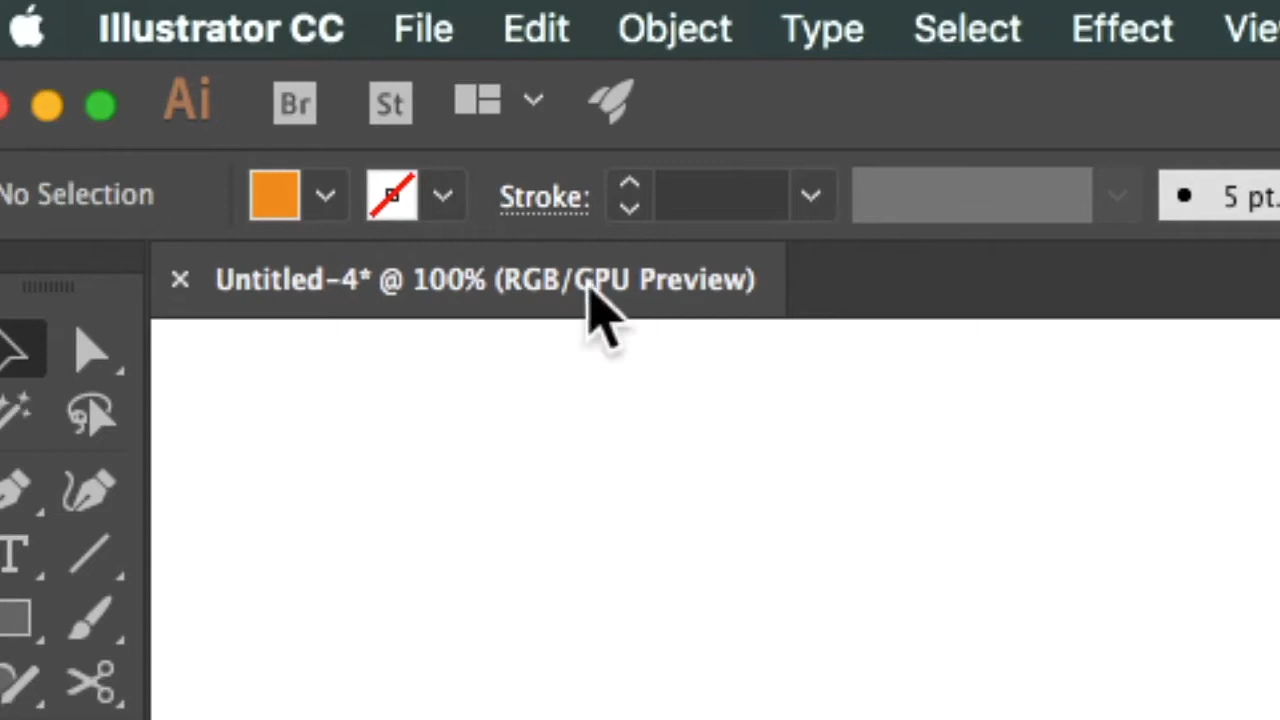 Illustrator CC File Edit Object Type Select Effect Vie
Ai Br St
No Selection Stroke: 5 pt.
× Untitled-4* @ 100% (RGB/GPU Preview)
T